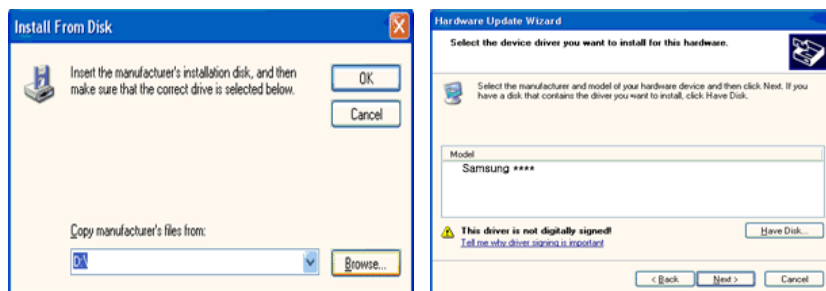 Install From Disk
Insert the manufacturer's installation disk, and then
make sure that the correct drive is selected below.
OK
Cancel
Copy manufacturer's files from:
D:\
Browse...
Hardware Update Wizard
Select the device driver you want to install for this hardware.
Select the manufacturer and model of your hardware device and then click Next. If you
have a disk that contains the driver you want to install, click Have Disk.
Model
Samsung ****
This driver is not digitally signed!
Tell me why driver signing is important
Have Disk...
< Back
Next >
Cancel